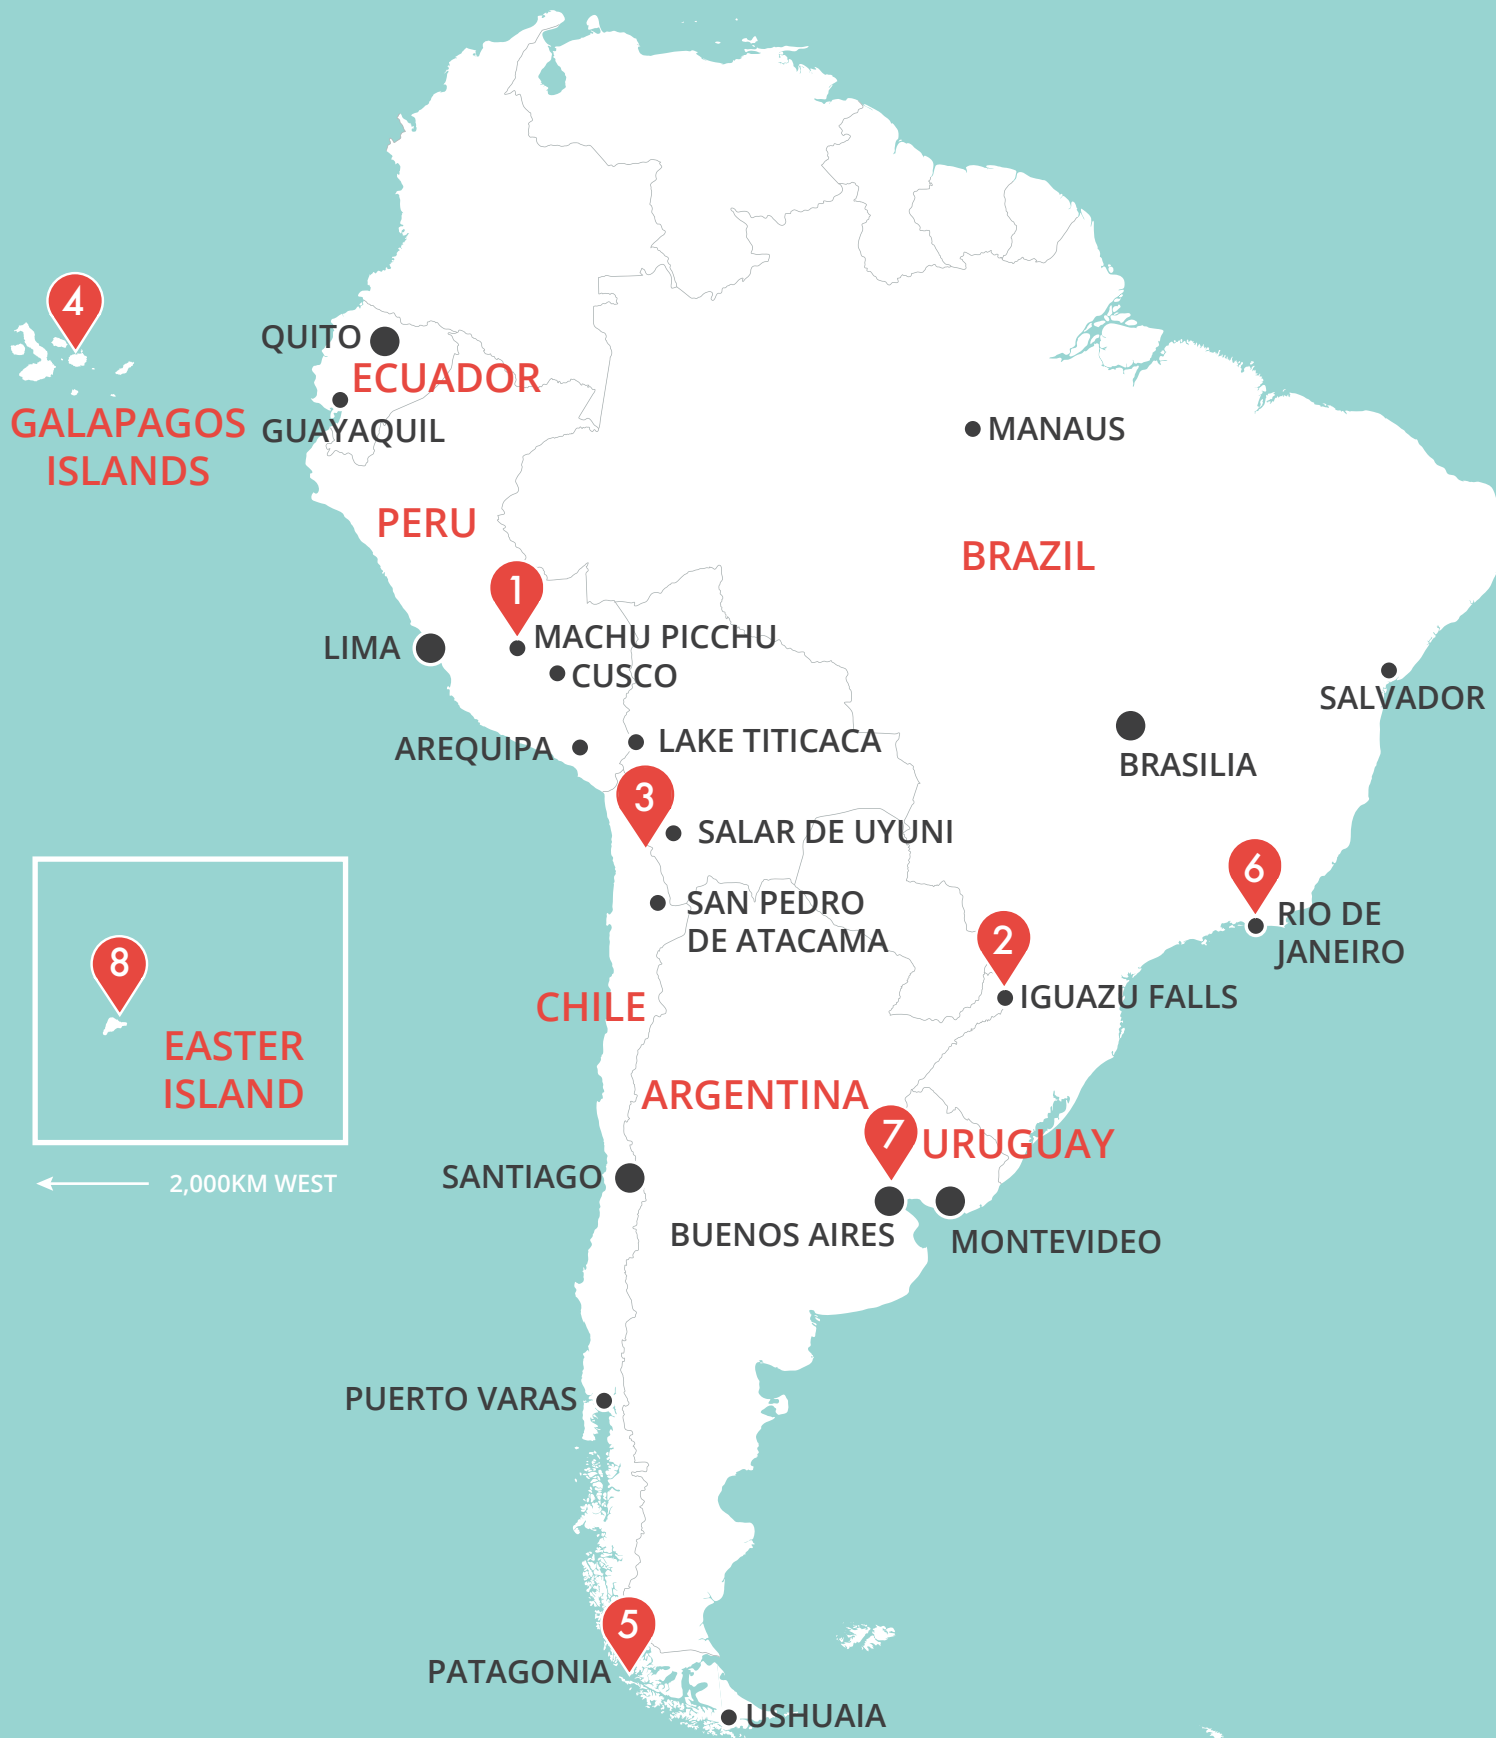 4
QUITO
ECUADOR
GALAPAGOS
ISLANDS
GUAYAQUIL
MANAUS
PERU
BRAZIL
1
LIMA
MACHU PICCHU
CUSCO
SALVADOR
AREQUIPA
LAKE TITICACA
BRASILIA
3
SALAR DE UYUNI
6
SAN PEDRO
DE ATACAMA
RIO DE
JANEIRO
2
8
CHILE
IGUAZU FALLS
EASTER
ISLAND
ARGENTINA
7
URUGUAY
2,000KM WEST
SANTIAGO
BUENOS AIRES
MONTEVIDEO
PUERTO VARAS
5
PATAGONIA
USHUAIA